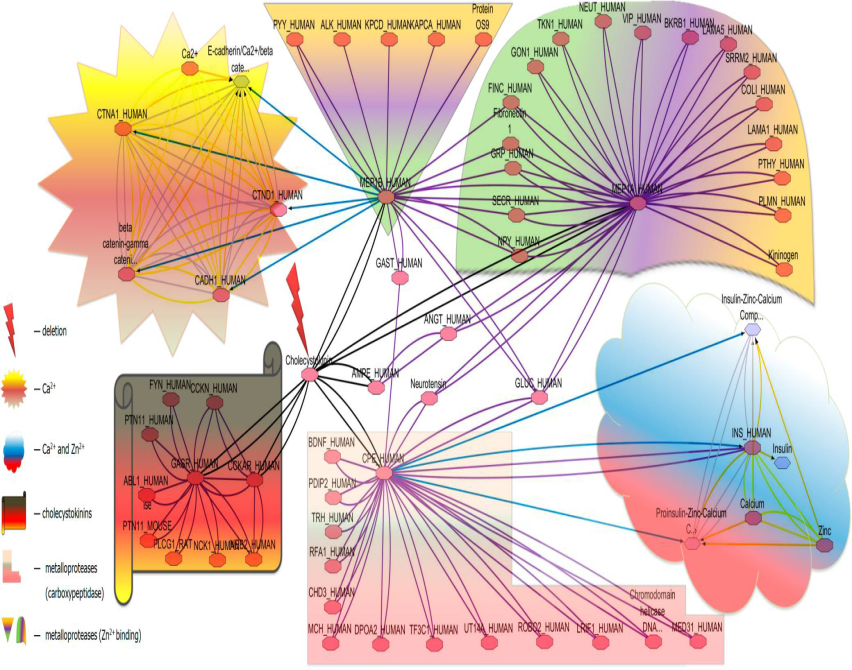 Protein
PYY_HUMAN ALK_HUMAN KPCD_HUMAN KAPCA_HUMAN OS9
NEUT_HUMAN
TKN1_HUMAN VIP_HUMAN BKRB1_HUMAN LAMA5_HUMAN
GON1_HUMAN SRRM2_HUMAN
Ca2+ E-cadherin/Ca2+/beta
cate...
FINC_HUMAN COLI_HUMAN
Fibronectin
1
CTNA1_HUMAN
LAMA1_HUMAN
GRP_HUMAN
PTHY_HUMAN
MEP1B_HUMAN MEP1A_HUMAN
CTND1_HUMAN
SECR_HUMAN PLMN_HUMAN
beta
catenin-gamma
cateni...
NPY_HUMAN
Kininogen
GAST_HUMAN
CADH1_HUMAN
Insulin-Zinc-Calcium
Comp...
ANGT_HUMAN
— deletion
Cholecystokinin
AMPE_HUMAN
Neurotensin GLUC_HUMAN
— Ca²⁺
FYN_HUMAN CCKN_HUMAN
PTN11_HUMAN
BDNF_HUMAN
INS_HUMAN
Insulin
— Ca²⁺ and Zn²⁺
GASR_HUMAN CCKAR_HUMAN
CPE_HUMAN
ABL1_HUMAN
PDIP2_HUMAN
Calcium
Proinsulin-Zinc-Calcium
C...
— cholecystokinins
TRH_HUMAN
PTN11_MOUSE
Zinc
PLCG1_RAT NCK1_HUMAN
RFA1_HUMAN
— metalloproteases
(carboxypeptidase)
CHD3_HUMAN
Chromodomain
helicase
DNA...
MCH_HUMAN DPOA2_HUMAN TF3C1_HUMAN UT14A_HUMAN ROBO2_HUMAN LRIF1_HUMAN MED31_HUMAN
— metalloproteases (Zn²⁺ binding)